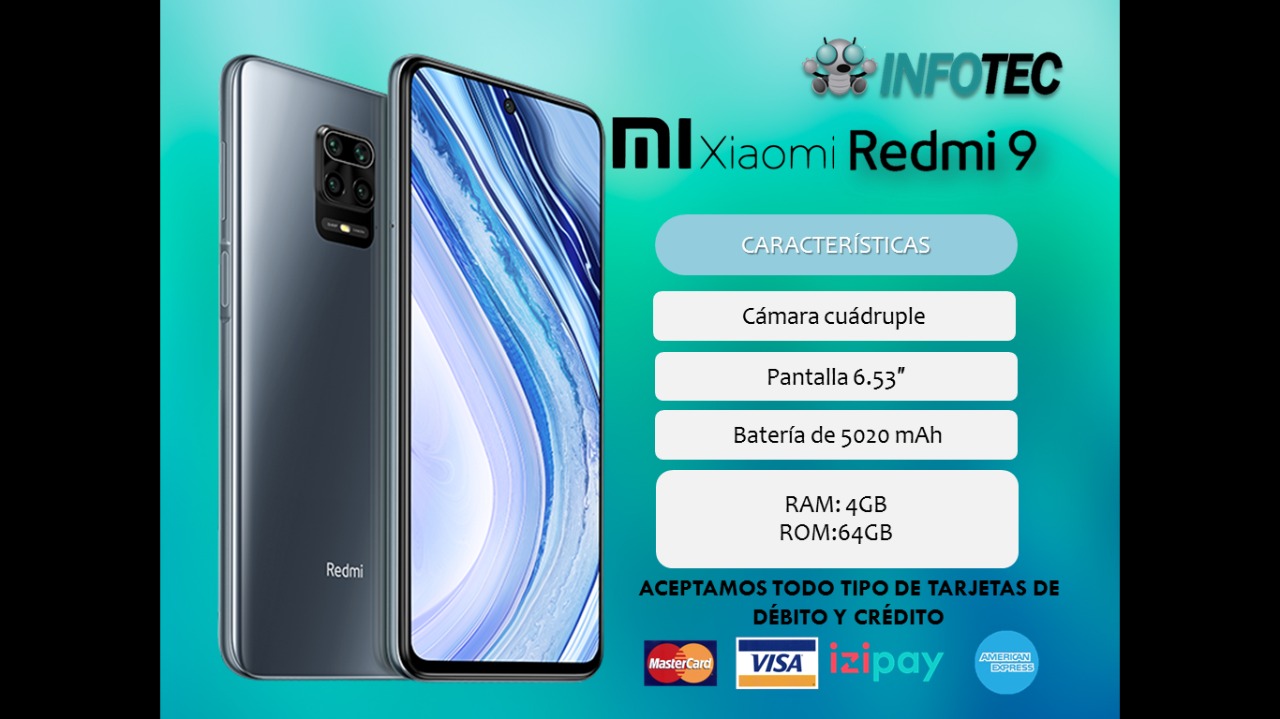 INFOTEC
MI Xiaomi Redmi 9
CARACTERÍSTICAS
Cámara cuádruple
Pantalla 6.53”
Batería de 5020 mAh
RAM: 4GB
ROM:64GB
Redmi
ACEPTAMOS TODO TIPO DE TARJETAS DE
DÉBITO Y CRÉDITO
MasterCard VISA izipay AMERICAN
EXPRESS